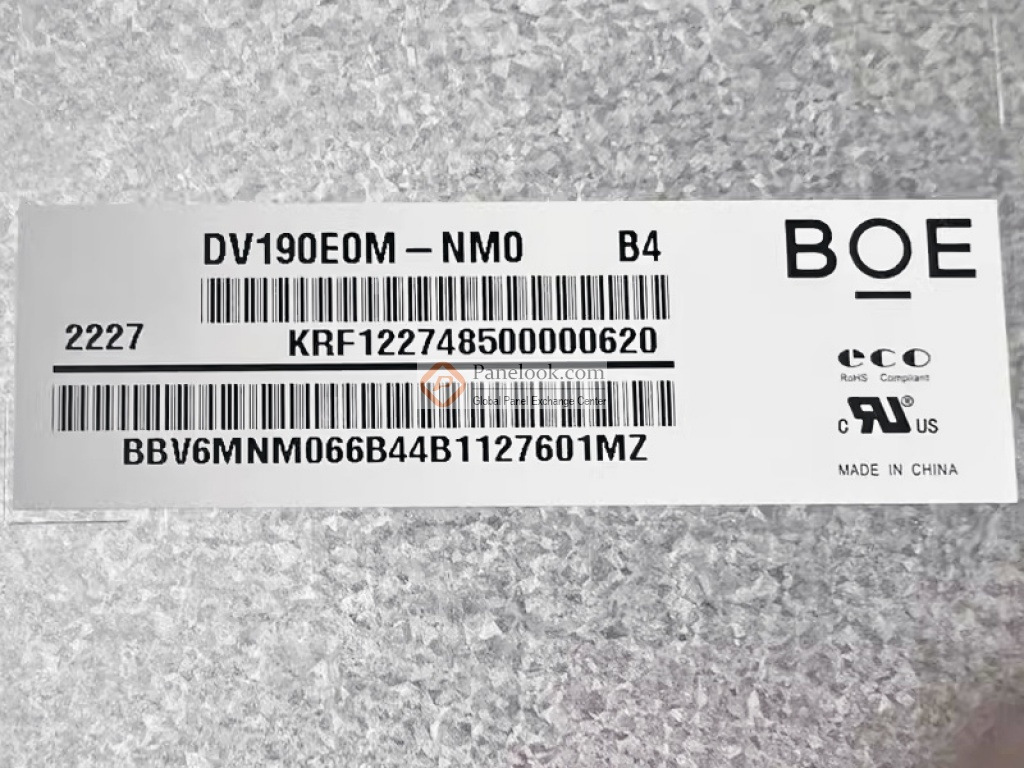 DV190E0M–NM0 B4
BOE
2227
KRF122748500000620
Panelook.com
Global Panel Exchange Center
BBV6MNM066B44B1127601MZ
eco
RoHS Compliant
C RU ® US
MADE IN CHINA